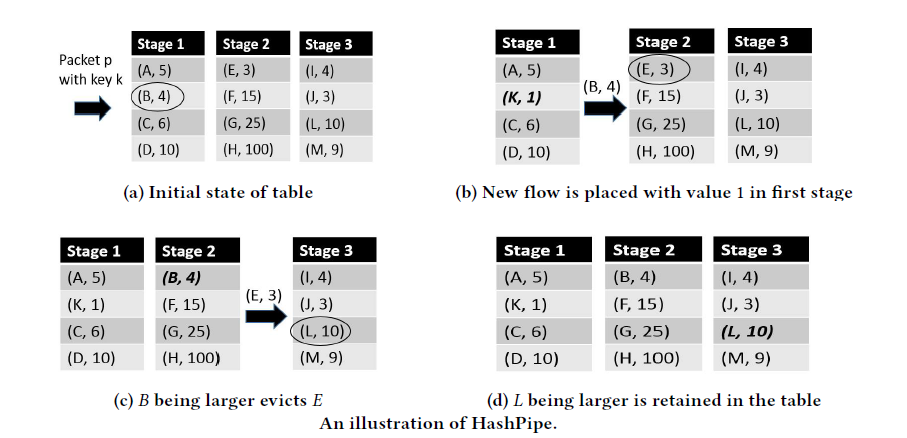 Packet p
with key k
Stage 1 Stage 2 Stage 3
(A, 5) (E, 3) (I, 4)
(B, 4) (F, 15) (J, 3)
(C, 6) (G, 25) (L, 10)
(D, 10) (H, 100) (M, 9)
(a) Initial state of table
Stage 1 Stage 2 Stage 3
(A, 5) (E, 3) (I, 4)
(K, 1) (B, 4) (F, 15) (J, 3)
(C, 6) (G, 25) (L, 10)
(D, 10) (H, 100) (M, 9)
(b) New flow is placed with value 1 in first stage
Stage 1 Stage 2 Stage 3
(A, 5) (B, 4) (I, 4)
(K, 1) (F, 15) (E, 3) (J, 3)
(C, 6) (G, 25) (L, 10)
(D, 10) (H, 100) (M, 9)
(c) B being larger evicts E
Stage 1 Stage 2 Stage 3
(A, 5) (B, 4) (I, 4)
(K, 1) (F, 15) (J, 3)
(C, 6) (G, 25) (L, 10)
(D, 10) (H, 100) (M, 9)
(d) L being larger is retained in the table
An illustration of HashPipe.